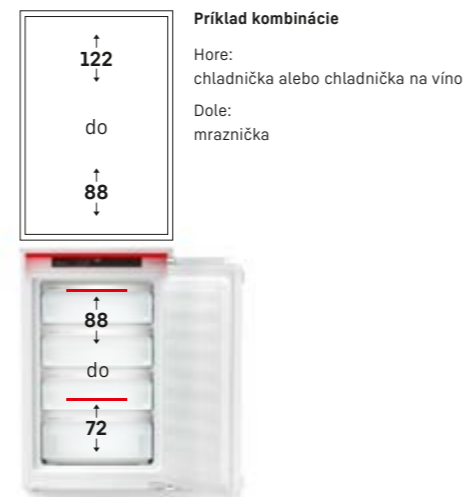 Príklad kombinácie
Hore:
chladnička alebo chladnička na víno
Dole:
mraznička
122
do
88
88
do
72